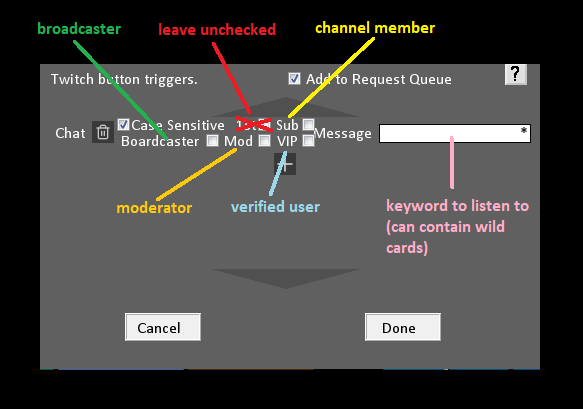 broadcaster
leave unchecked
channel member
Twitch button triggers.
Add to Request Queue
?
Chat
Case Sensitive
Sub
Message
*
Boardcaster
Mod
VIP
+
moderator
verified user
keyword to listen to
(can contain wild
cards)
Cancel
Done